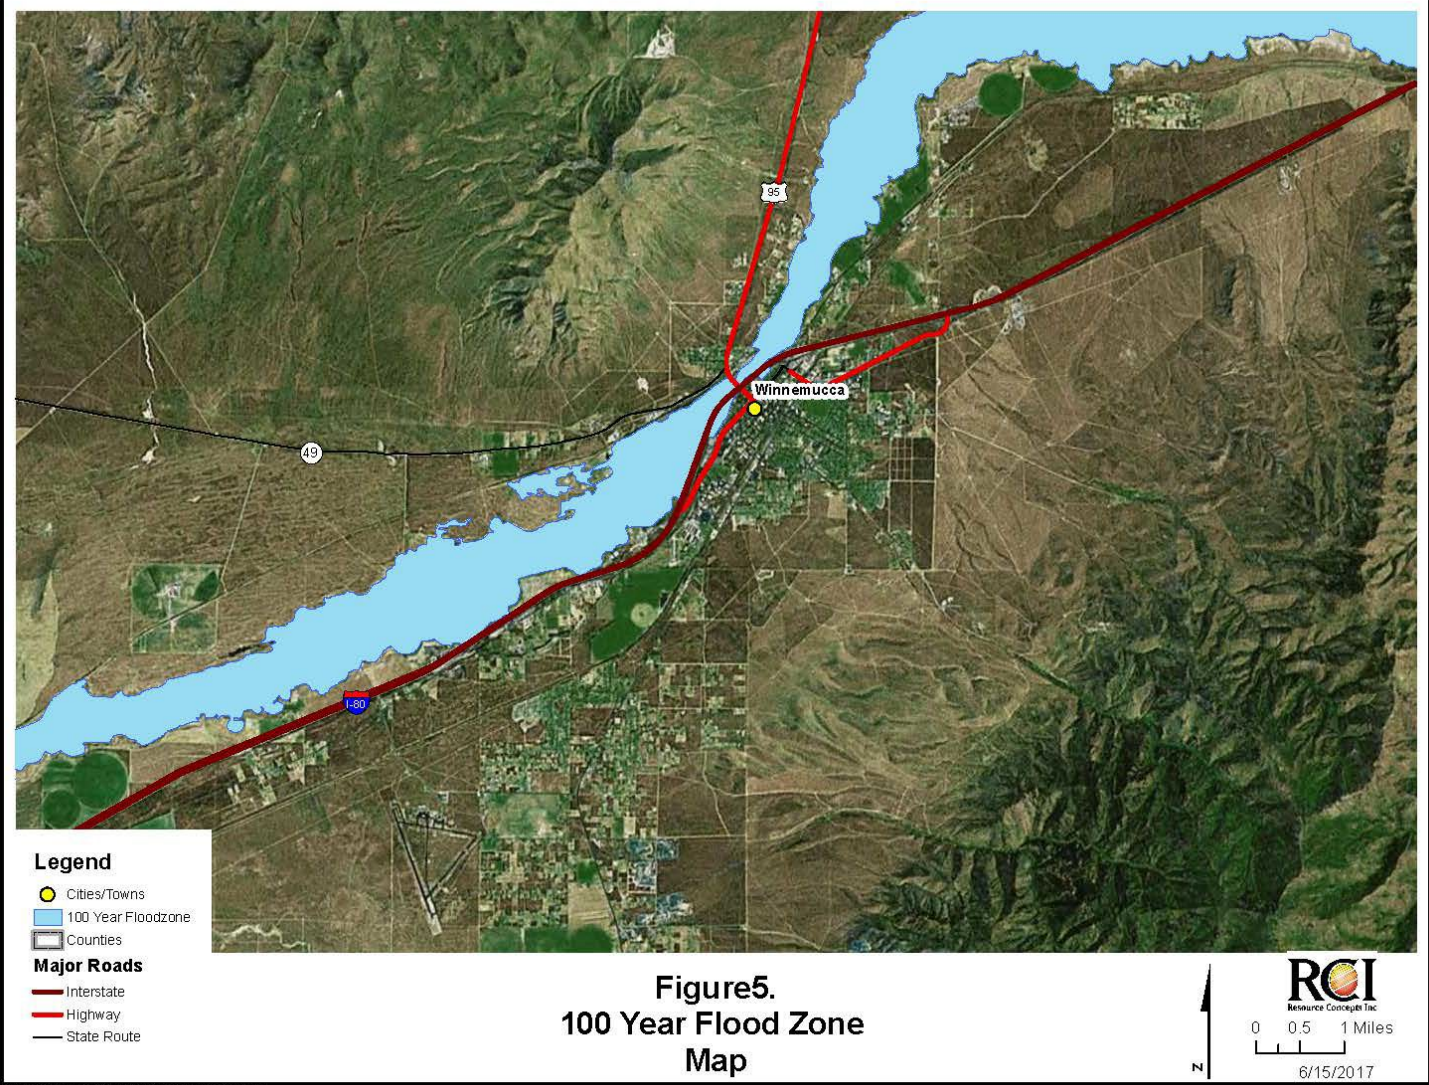 95
Winnemucca
49
I-80
Legend
Cities/Towns
100 Year Floodzone
Counties
Major Roads
Interstate
Highway
State Route
Figure5.
100 Year Flood Zone
Map
N
RCI
Resource Concepts Inc
0 0.5 1 Miles
6/15/2017